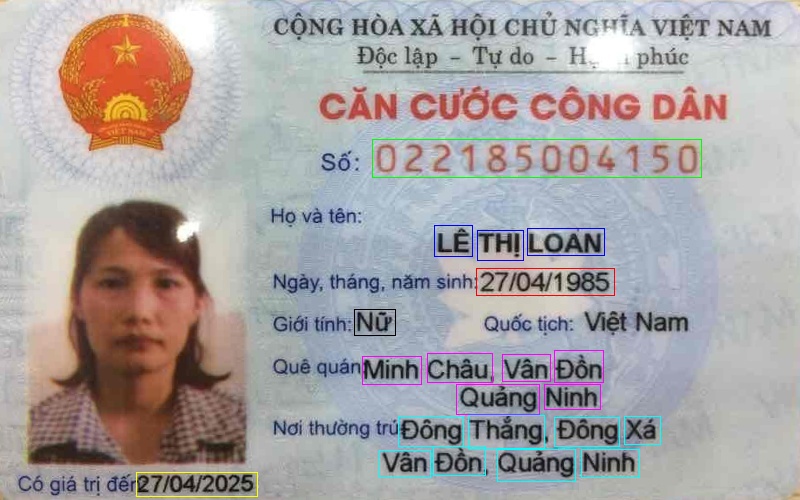 CỘNG HÒA XÃ HỘI CHỦ NGHĨA VIỆT NAM
Độc lập - Tự do - Hạnh phúc
CĂN CƯỚC CÔNG DÂN
Số: 022185004150
Họ và tên:
LÊ THỊ LOAN
Ngày, tháng, năm sinh: 27/04/1985
Giới tính: Nữ Quốc tịch: Việt Nam
Quê quán: Minh Châu, Vân Đồn
Quảng Ninh
Nơi thường trú: Đông Thắng, Đông Xá
Vân Đồn, Quảng Ninh
Có giá trị đến 27/04/2025
VIỆT NAM